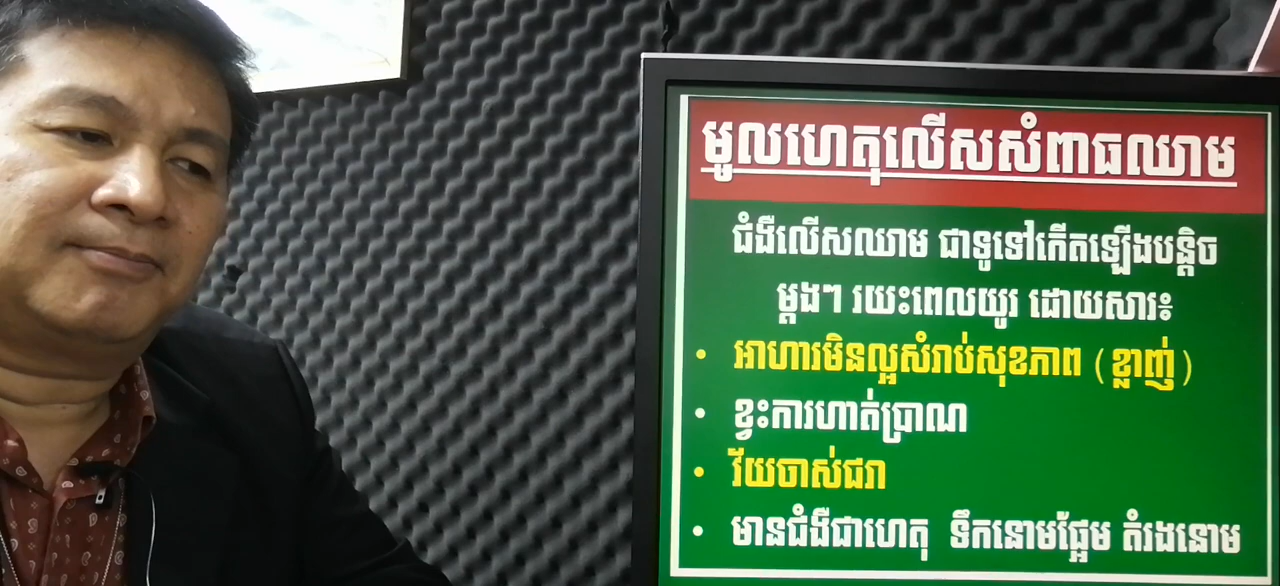 មូលហេតុលើសសំពាធឈាម
ជំងឺលើសឈាម ជាទូទៅកើតឡើងបន្តិច
ម្តងៗ រយះពេលយូរ ដោយសារ៖
• អាហារមិនល្អសំរាប់សុខភាព (ខ្លាញ់)
• ខ្វះការហាត់ប្រាណ
• វ័យចាស់ជរា
• មានជំងឺជាហេតុ ទឹកនោមផ្អែម តំរងនោម